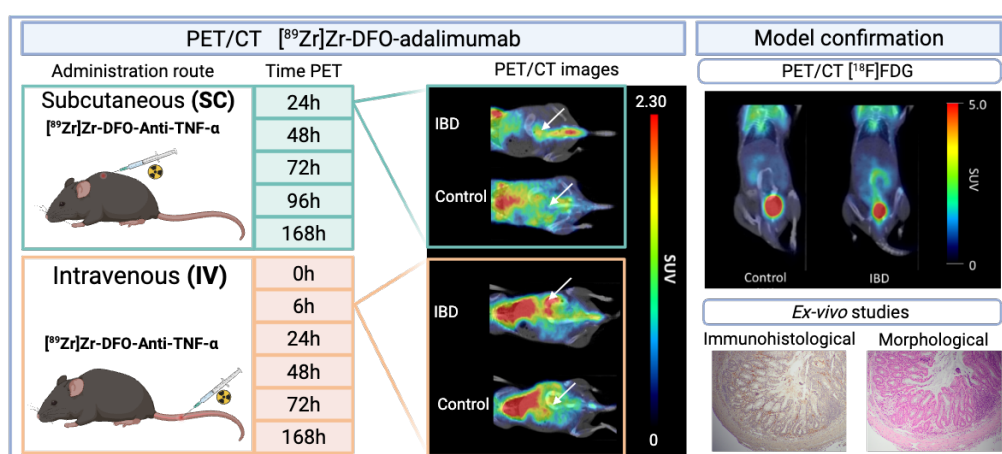 PET/CT [⁸⁹Zr]Zr-DFO-adalimumab
Administration route
Time PET
PET/CT images
Subcutaneous (SC)
[⁸⁹Zr]Zr-DFO-Anti-TNF-α
24h
48h
72h
96h
168h
IBD
Control
Intravenous (IV)
[⁸⁹Zr]Zr-DFO-Anti-TNF-α
0h
6h
24h
48h
72h
168h
IBD
Control
2.30
SUV
0
Model confirmation
PET/CT [¹⁸F]FDG
5.0
SUV
0
Control
IBD
Ex-vivo studies
Immunohistological
Morphological